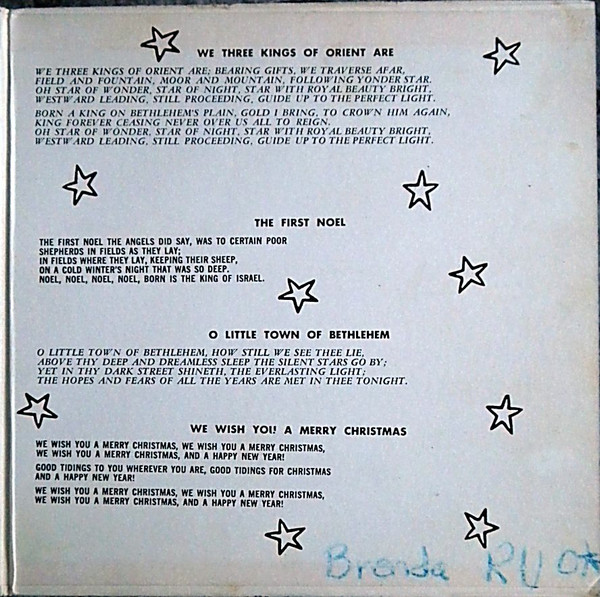 WE THREE KINGS OF ORIENT ARE
WE THREE KINGS OF ORIENT ARE; BEARING GIFTS, WE TRAVERSE AFAR,
FIELD AND FOUNTAIN, MOOR AND MOUNTAIN, FOLLOWING YONDER STAR.
OH STAR OF WONDER, STAR OF NIGHT, STAR WITH ROYAL BEAUTY BRIGHT,
WESTWARD LEADING, STILL PROCEEDING, GUIDE UP TO THE PERFECT LIGHT.
BORN A KING ON BETHLEHEM'S PLAIN, GOLD I BRING, TO CROWN HIM AGAIN,
KING FOREVER CEASING NEVER OVER US ALL TO REIGN.
OH STAR OF WONDER, STAR OF NIGHT, STAR WITH ROYAL BEAUTY BRIGHT,
WESTWARD LEADING, STILL PROCEEDING, GUIDE UP TO THE PERFECT LIGHT.
THE FIRST NOEL
THE FIRST NOEL THE ANGELS DID SAY, WAS TO CERTAIN POOR
SHEPHERDS IN FIELDS AS THEY LAY;
IN FIELDS WHERE THEY LAY, KEEPING THEIR SHEEP,
ON A COLD WINTER'S NIGHT THAT WAS SO DEEP.
NOEL, NOEL, NOEL, NOEL, BORN IS THE KING OF ISRAEL.
O LITTLE TOWN OF BETHLEHEM
O LITTLE TOWN OF BETHLEHEM, HOW STILL WE SEE THEE LIE,
ABOVE THY DEEP AND DREAMLESS SLEEP THE SILENT STARS GO BY;
YET IN THY DARK STREET SHINETH, THE EVERLASTING LIGHT;
THE HOPES AND FEARS OF ALL THE YEARS ARE MET IN THEE TONIGHT.
WE WISH YOU! A MERRY CHRISTMAS
WE WISH YOU A MERRY CHRISTMAS, WE WISH YOU A MERRY CHRISTMAS,
WE WISH YOU A MERRY CHRISTMAS, AND A HAPPY NEW YEAR!
GOOD TIDINGS TO YOU WHEREVER YOU ARE, GOOD TIDINGS FOR CHRISTMAS
AND A HAPPY NEW YEAR!
WE WISH YOU A MERRY CHRISTMAS, WE WISH YOU A MERRY CHRISTMAS,
WE WISH YOU A MERRY CHRISTMAS, AND A HAPPY NEW YEAR!
Brenda